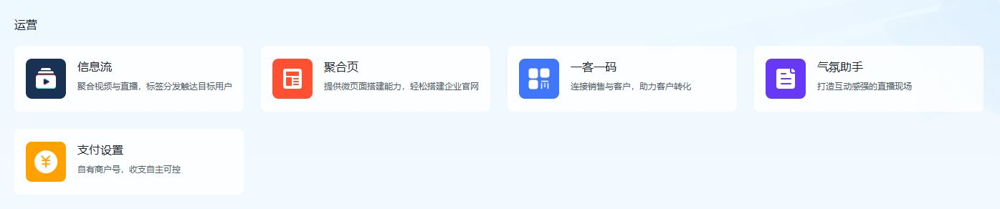 运营
信息流
聚合视频与直播，标签分发触达目标用户
聚合页
提供微页面搭建能力，轻松搭建企业官网
一客一码
连接销售与客户，助力客户转化
气氛助手
打造互动感强的直播现场
支付设置
自有商户号，收支自主可控